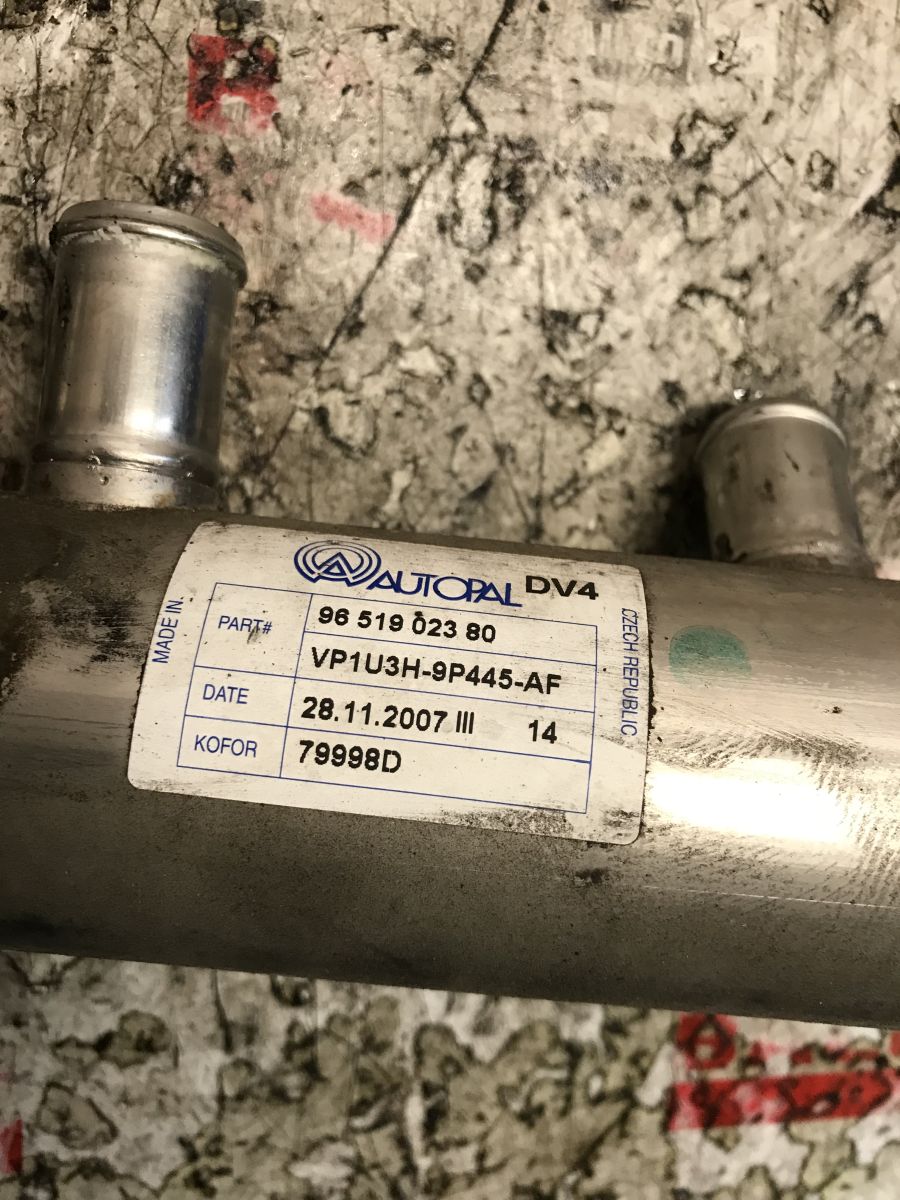 AUTOPAL DV4
MADE IN
PART# 96 519 023 80
VP1U3H-9P445-AF
DATE 28.11.2007 III 14
KOFOR 79998D
CZECH REPUBLIC